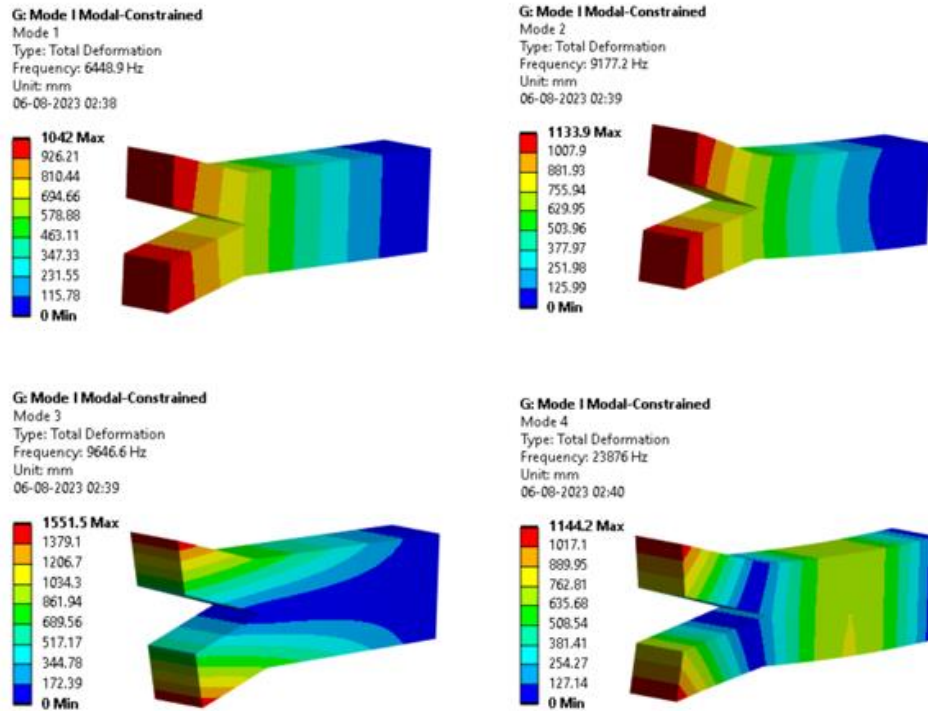 G: Mode I Modal-Constrained
Mode 1
Type: Total Deformation
Frequency: 6448.9 Hz
Unit: mm
06-08-2023 02:38
1042 Max
926.21
810.44
694.66
578.88
463.11
347.33
231.55
115.78
0 Min
G: Mode I Modal-Constrained
Mode 2
Type: Total Deformation
Frequency: 9177.2 Hz
Unit: mm
06-08-2023 02:39
1133.9 Max
1007.9
881.93
755.94
629.95
503.96
377.97
251.98
125.99
0 Min
G: Mode I Modal-Constrained
Mode 3
Type: Total Deformation
Frequency: 9646.6 Hz
Unit: mm
06-08-2023 02:39
1551.5 Max
1379.1
1206.7
1034.3
861.94
689.56
517.17
344.78
172.39
0 Min
G: Mode I Modal-Constrained
Mode 4
Type: Total Deformation
Frequency: 23876 Hz
Unit: mm
06-08-2023 02:40
1144.2 Max
1017.1
889.95
762.81
635.68
508.54
381.41
254.27
127.14
0 Min